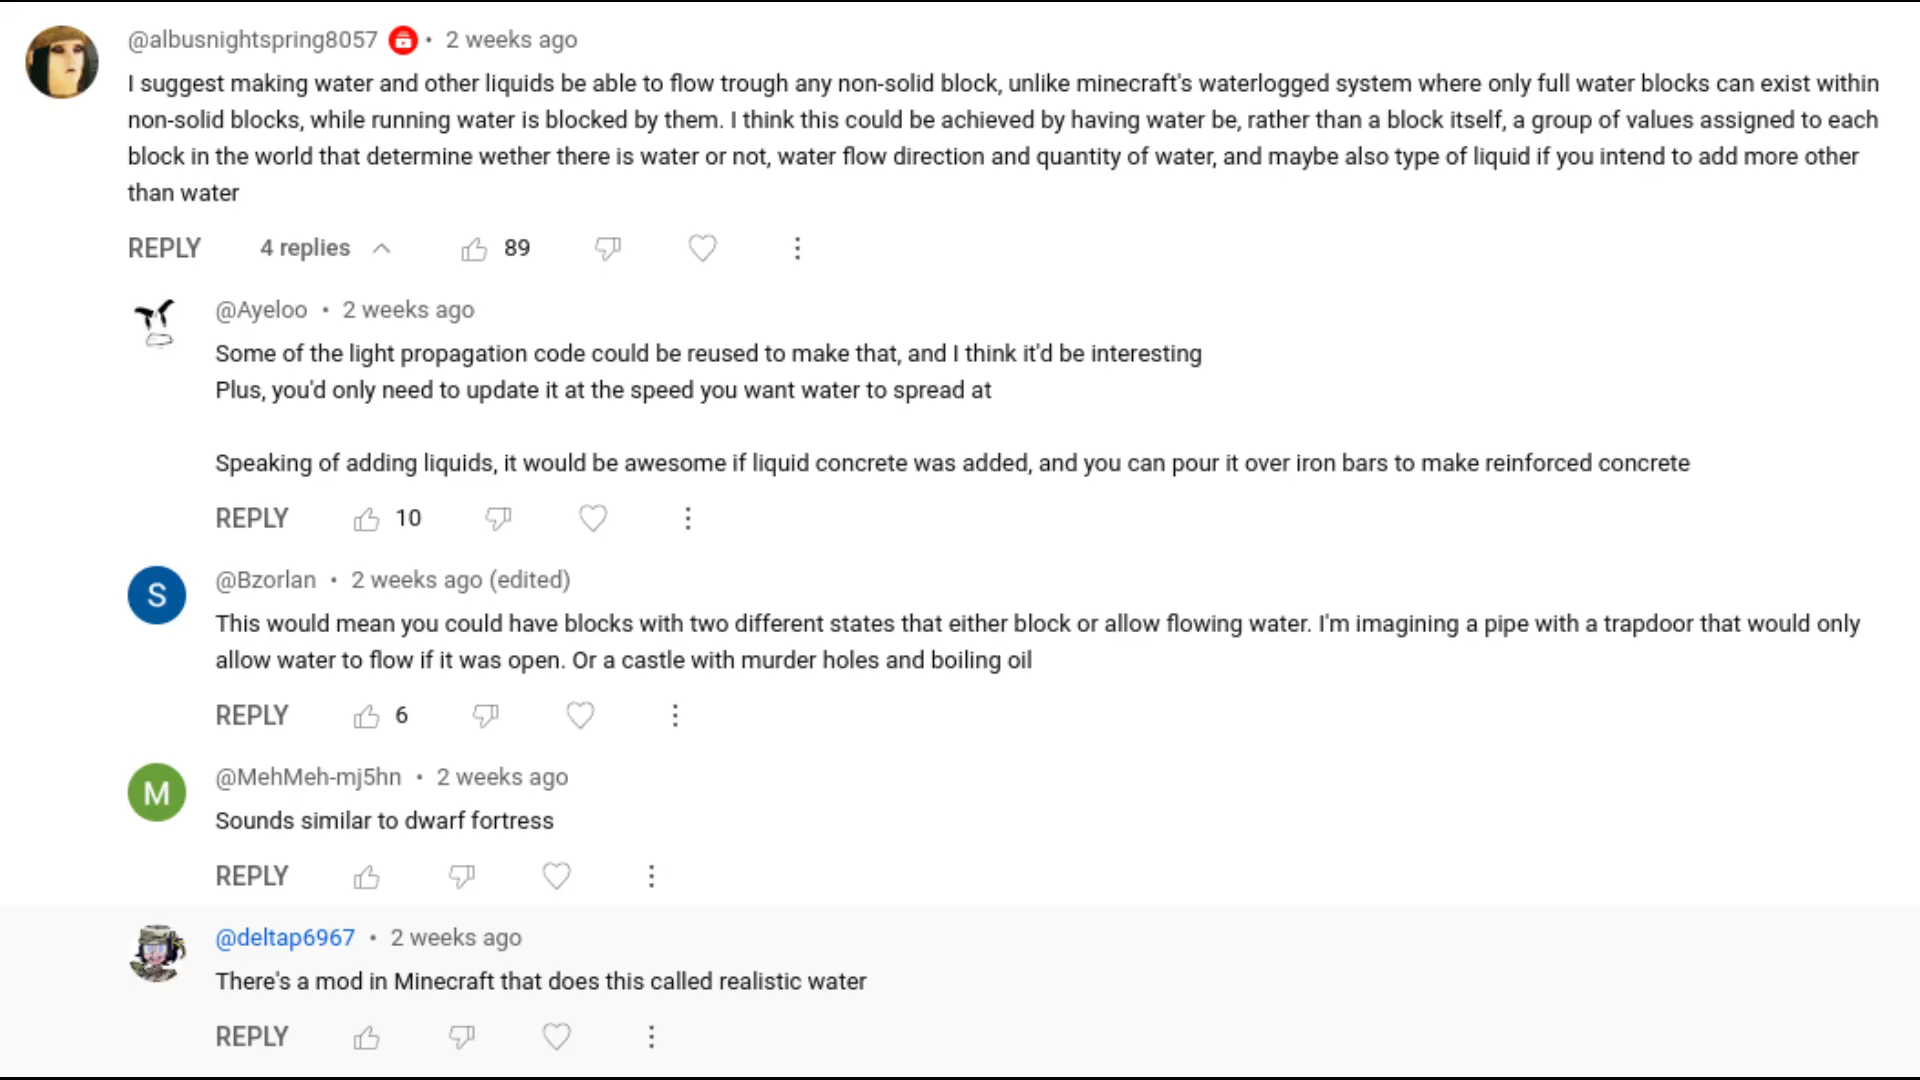 @albusnightspring8057 • 2 weeks ago
I suggest making water and other liquids be able to flow trough any non-solid block, unlike minecraft's waterlogged system where only full water blocks can exist within
non-solid blocks, while running water is blocked by them. I think this could be achieved by having water be, rather than a block itself, a group of values assigned to each
block in the world that determine wether there is water or not, water flow direction and quantity of water, and maybe also type of liquid if you intend to add more other
than water
REPLY 4 replies 89
@Ayeloo • 2 weeks ago
Some of the light propagation code could be reused to make that, and I think it'd be interesting
Plus, you'd only need to update it at the speed you want water to spread at
Speaking of adding liquids, it would be awesome if liquid concrete was added, and you can pour it over iron bars to make reinforced concrete
REPLY 10
S
@Bzorlan • 2 weeks ago (edited)
This would mean you could have blocks with two different states that either block or allow flowing water. I'm imagining a pipe with a trapdoor that would only
allow water to flow if it was open. Or a castle with murder holes and boiling oil
REPLY 6
M
@MehMeh-mj5hn • 2 weeks ago
Sounds similar to dwarf fortress
REPLY
@deltap6967 • 2 weeks ago
There's a mod in Minecraft that does this called realistic water
REPLY